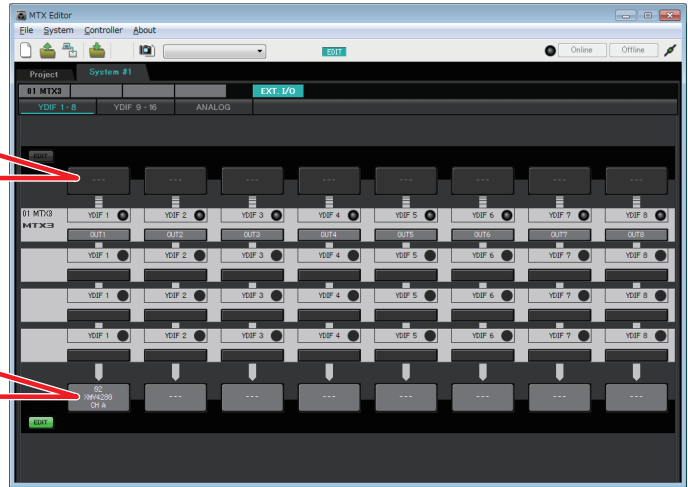 MTX Editor
File System Controller About
EDIT Online Offline
Project System #1
01 MTX3 EXT. I/O
YDIF 1-8 YDIF 9-16 ANALOG
EDIT
--- --- --- --- --- --- --- ---
01 MTX3 YDIF 1 YDIF 2 YDIF 3 YDIF 4 YDIF 5 YDIF 6 YDIF 7 YDIF 8
MTX3 OUT1 OUT2 OUT3 OUT4 OUT5 OUT6 OUT7 OUT8
YDIF 1 YDIF 2 YDIF 3 YDIF 4 YDIF 5 YDIF 6 YDIF 7 YDIF 8
YDIF 1 YDIF 2 YDIF 3 YDIF 4 YDIF 5 YDIF 6 YDIF 7 YDIF 8
YDIF 1 YDIF 2 YDIF 3 YDIF 4 YDIF 5 YDIF 6 YDIF 7 YDIF 8
02
XMV4280 --- --- --- --- --- --- ---
CH A
EDIT